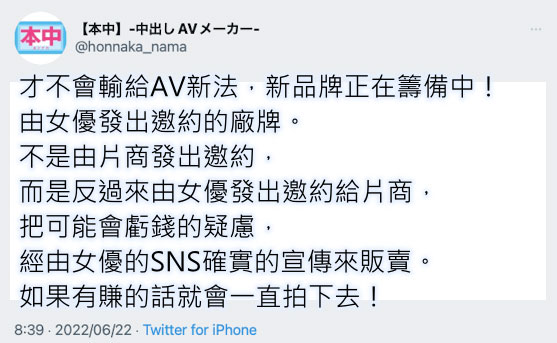 本中
【本中】-中出し AV メーカー-
@honnaka_nama
才不會輸給AV新法，新品牌正在籌備中！
由女優發出邀約的廠牌。
不是由片商發出邀約，
而是反過來由女優發出邀約給片商，
把可能會虧錢的疑慮，
經由女優的SNS確實的宣傳來販賣。
如果有賺的話就會一直拍下去！
8:39 · 2022/06/22 · Twitter for iPhone